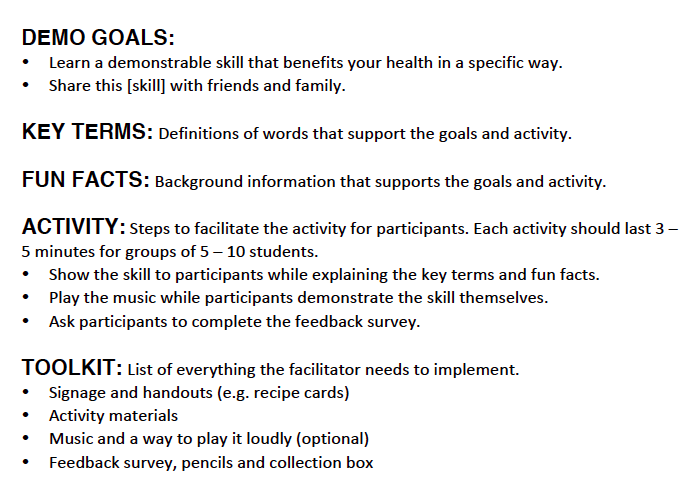 DEMO GOALS:
• Learn a demonstrable skill that benefits your health in a specific way.
• Share this [skill] with friends and family.
KEY TERMS: Definitions of words that support the goals and activity.
FUN FACTS: Background information that supports the goals and activity.
ACTIVITY: Steps to facilitate the activity for participants. Each activity should last 3 –
5 minutes for groups of 5 – 10 students.
• Show the skill to participants while explaining the key terms and fun facts.
• Play the music while participants demonstrate the skill themselves.
• Ask participants to complete the feedback survey.
TOOLKIT: List of everything the facilitator needs to implement.
• Signage and handouts (e.g. recipe cards)
• Activity materials
• Music and a way to play it loudly (optional)
• Feedback survey, pencils and collection box